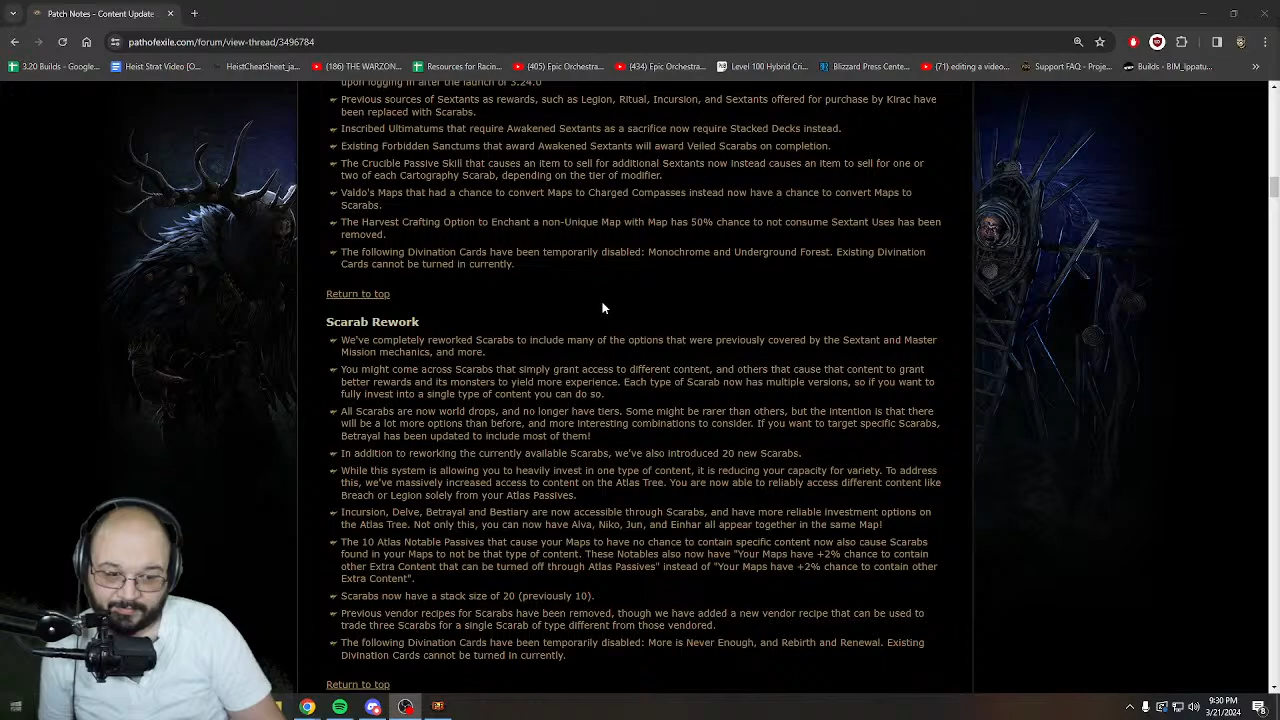 Path of Exile
pathofexile.com/forum/view-thread/3496784
3.20 Builds - Google...
Heist Strat Video [O...
HeistCheatSheet_ja...
(186) THE WARZON...
Resources for Racin...
(405) Epic Orchestra...
(434) Epic Orchestra...
Level 100 Hybrid Cri...
Blizzard Press Cente...
(71) editing a video...
Support FAQ - Proje...
Builds - BIM_Ippatu...
upon logging in after the launch of 3.24.0
Previous sources of Sextants as rewards, such as Legion, Ritual, Incursion, and Sextants offered for purchase by Kirac have
been replaced with Scarabs.
Inscribed Ultimatums that require Awakened Sextants as a sacrifice now require Stacked Decks instead.
Existing Forbidden Sanctums that award Awakened Sextants will award Veiled Scarabs on completion.
The Crucible Passive Skill that causes an item to sell for additional Sextants now instead causes an item to sell for one or
two of each Cartography Scarab, depending on the tier of modifier.
Valdo's Maps that had a chance to convert Maps to Charged Compasses instead now have a chance to convert Maps to
Scarabs.
The Harvest Crafting Option to Enchant a non-Unique Map with Map has 50% chance to not consume Sextant Uses has been
removed.
The following Divination Cards have been temporarily disabled: Monochrome and Underground Forest. Existing Divination
Cards cannot be turned in currently.
Return to top
Scarab Rework
We've completely reworked Scarabs to include many of the options that were previously covered by the Sextant and Master
Mission mechanics, and more.
You might come across Scarabs that simply grant access to different content, and others that cause that content to grant
better rewards and its monsters to yield more experience. Each type of Scarab now has multiple versions, so if you want to
fully invest into a single type of content you can do so.
All Scarabs are now world drops, and no longer have tiers. Some might be rarer than others, but the intention is that there
will be a lot more options than before, and more interesting combinations to consider. If you want to target specific Scarabs,
Betrayal has been updated to include most of them!
In addition to reworking the currently available Scarabs, we've also introduced 20 new Scarabs.
While this system is allowing you to heavily invest in one type of content, it is reducing your capacity for variety. To address
this, we've massively increased access to content on the Atlas Tree. You are now able to reliably access different content like
Breach or Legion solely from your Atlas Passives.
Incursion, Delve, Betrayal and Bestiary are now accessible through Scarabs, and have more reliable investment options on
the Atlas Tree. Not only this, you can now have Alva, Niko, Jun, and Einhar all appear together in the same Map!
The 10 Atlas Notable Passives that cause your Maps to have no chance to contain specific content now also cause Scarabs
found in your Maps to not be that type of content. These Notables also now have "Your Maps have +2% chance to contain
other Extra Content that can be turned off through Atlas Passives" instead of "Your Maps have +2% chance to contain other
Extra Content".
Scarabs now have a stack size of 20 (previously 10).
Previous vendor recipes for Scarabs have been removed, though we have added a new vendor recipe that can be used to
trade three Scarabs for a single Scarab of type different from those vendored.
The following Divination Cards have been temporarily disabled: More is Never Enough, and Rebirth and Renewal. Existing
Divination Cards cannot be turned in currently.
Return to top
9:30 PM
3/21/2024